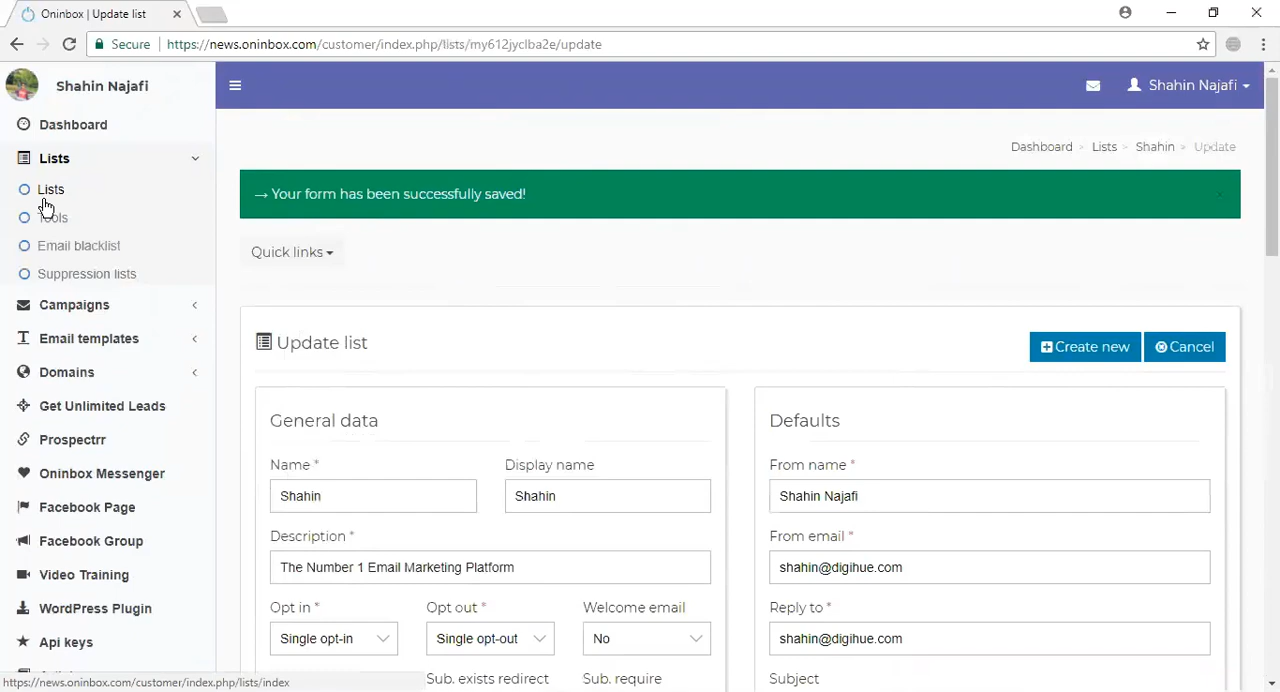 Oninbox | Update list
Secure
https://news.oninbox.com/customer/index.php/lists/my612jyclba2e/update
Shahin Najafi
Shahin Najafi
Dashboard
Lists
Lists
Tools
Email blacklist
Suppression lists
Campaigns
Email templates
Domains
Get Unlimited Leads
Prospectrr
Oninbox Messenger
Facebook Page
Facebook Group
Video Training
WordPress Plugin
Api keys
https://news.oninbox.com/customer/index.php/lists/index
Dashboard > Lists > Shahin > Update
→ Your form has been successfully saved!
Quick links
Update list
Create new
Cancel
General data
Name *
Display name
Shahin
Shahin
Description *
The Number 1 Email Marketing Platform
Opt in *
Opt out *
Welcome email
Single opt-in
Single opt-out
No
Sub. exists redirect
Sub. require
Defaults
From name *
Shahin Najafi
From email *
shahin@digihue.com
Reply to *
shahin@digihue.com
Subject